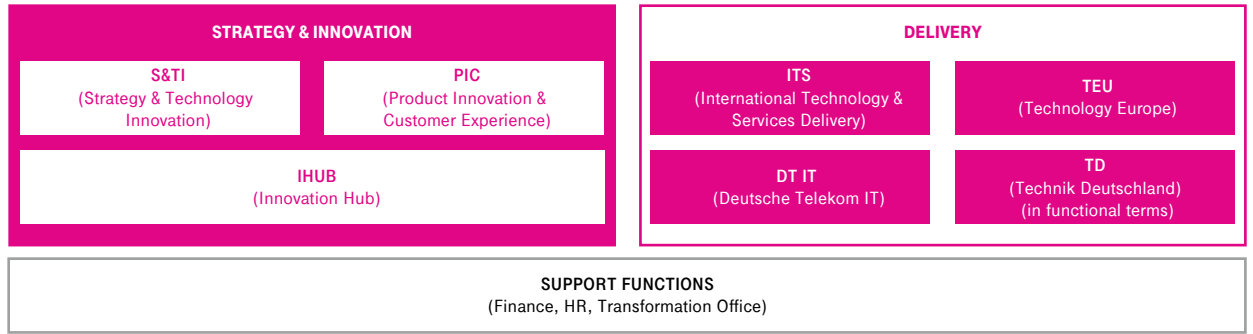 STRATEGY & INNOVATION
S&TI
(Strategy & Technology
Innovation)
PIC
(Product Innovation &
Customer Experience)
IHUB
(Innovation Hub)
DELIVERY
ITS
(International Technology &
Services Delivery)
TEU
(Technology Europe)
DT IT
(Deutsche Telekom IT)
TD
(Technik Deutschland)
(in functional terms)
SUPPORT FUNCTIONS
(Finance, HR, Transformation Office)